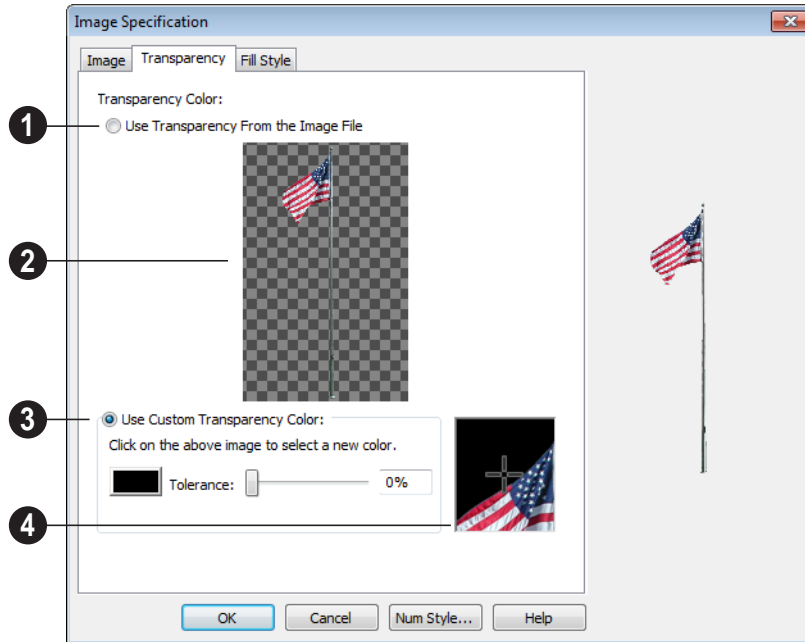 Image Specification
Image Transparency Fill Style
Transparency Color:
1 Use Transparency From the Image File
2
3 Use Custom Transparency Color:
Click on the above image to select a new color.
Tolerance: 0%
4
OK Cancel Num Style... Help